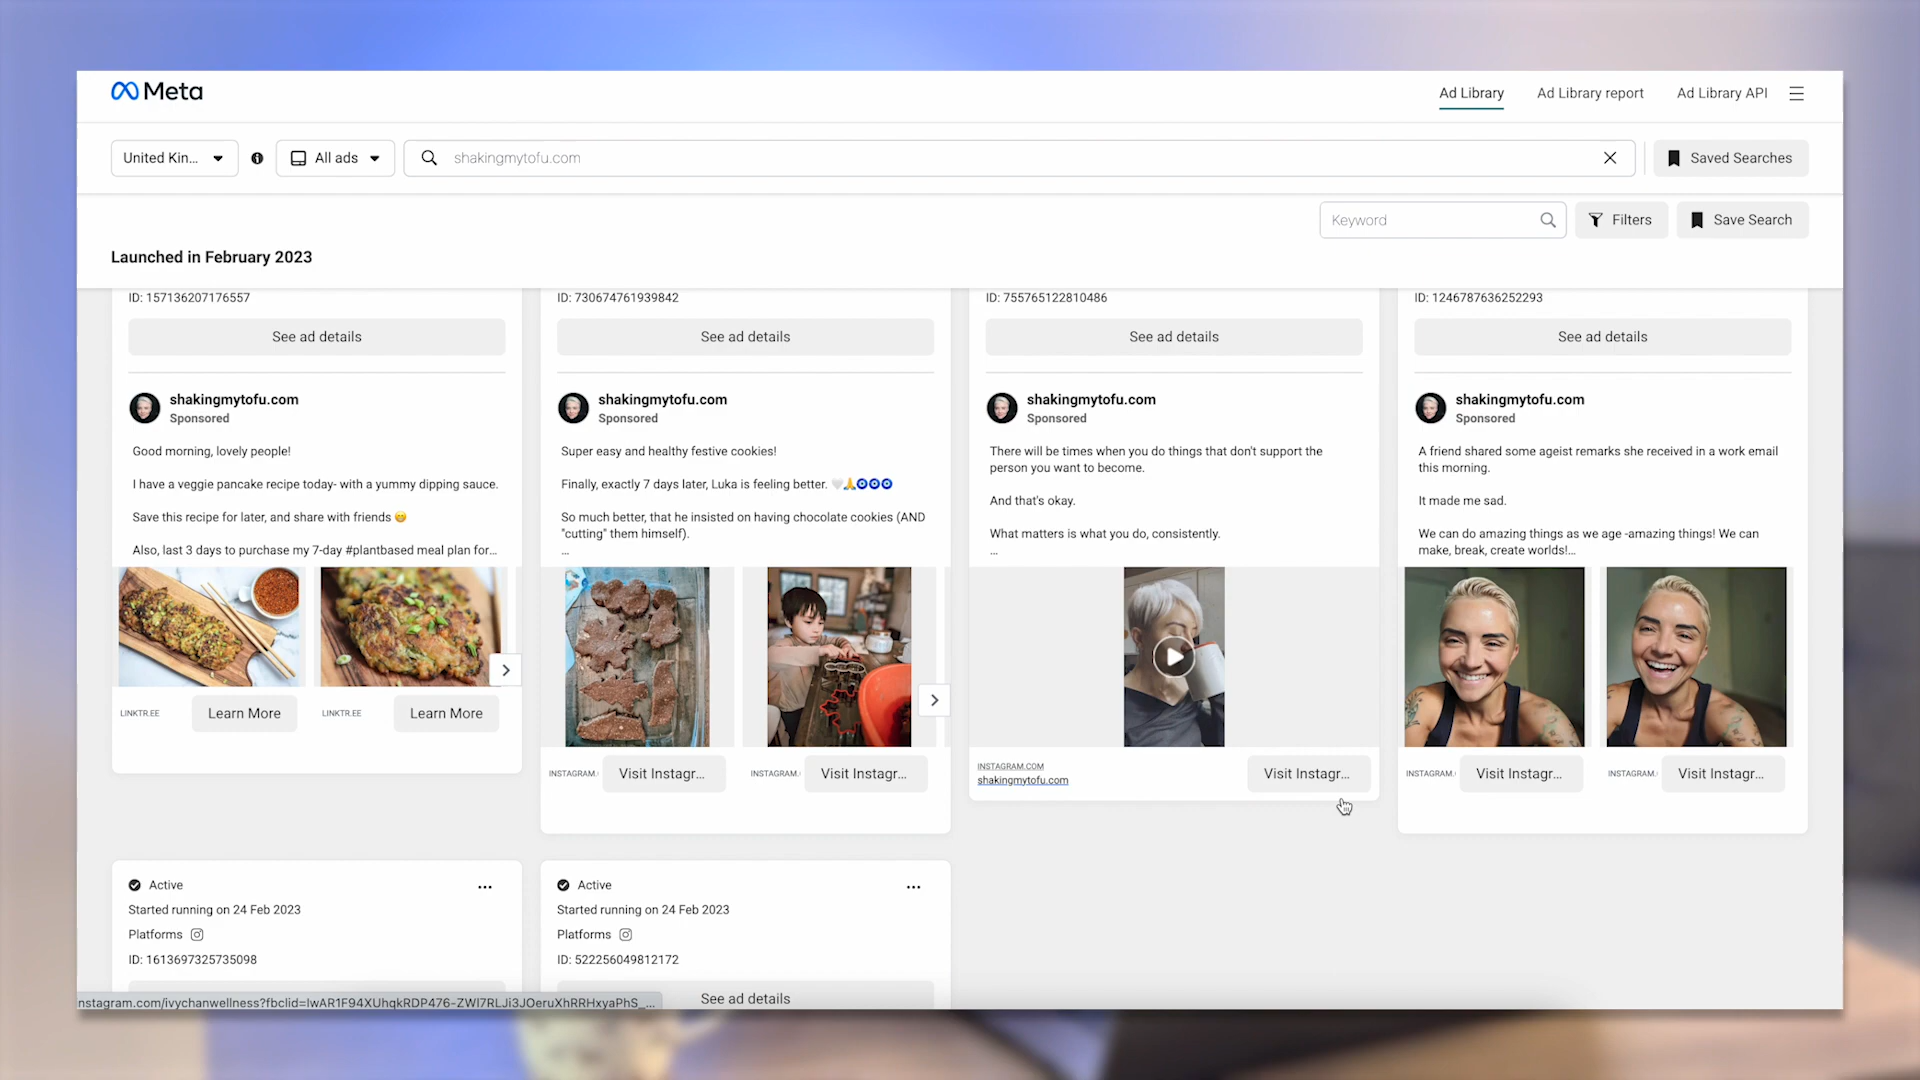 Meta
Ad Library
Ad Library report
Ad Library API
United Kin...
All ads
shakingmytofu.com
Saved Searches
Keyword
Filters
Save Search
Launched in February 2023
ID: 157136207176557
See ad details
shakingmytofu.com
Sponsored
Good morning, lovely people!
I have a veggie pancake recipe today- with a yummy dipping sauce.
Save this recipe for later, and share with friends 😁
Also, last 3 days to purchase my 7-day #plantbased meal plan for...
LINKTR.EE
Learn More
LINKTR.EE
Learn More
ID: 730674761939842
See ad details
shakingmytofu.com
Sponsored
Super easy and healthy festive cookies!
Finally, exactly 7 days later, Luka is feeling better. 🤍🙏🧿🧿🧿
So much better, that he insisted on having chocolate cookies (AND
"cutting" them himself).
...
INSTAGRAM.
Visit Instagr...
INSTAGRAM.
Visit Instagr...
ID: 755765122810486
See ad details
shakingmytofu.com
Sponsored
There will be times when you do things that don't support the
person you want to become.
And that's okay.
What matters is what you do, consistently.
...
INSTAGRAM.COM
shakingmytofu.com
Visit Instagr...
ID: 1246787636252293
See ad details
shakingmytofu.com
Sponsored
A friend shared some ageist remarks she received in a work email
this morning.
It made me sad.
We can do amazing things as we age -amazing things! We can
make, break, create worlds!...
INSTAGRAM.
Visit Instagr...
INSTAGRAM.
Visit Instagr...
Active
Started running on 24 Feb 2023
Platforms
ID: 1613697325735098
Active
Started running on 24 Feb 2023
Platforms
ID: 522256049812172
See ad details
nstagram.com/ivychanwellness?fbclid=IwAR1F94XUhqkRDP476-ZWI7RLJi3JOeruXhRRHxyaPhS_...